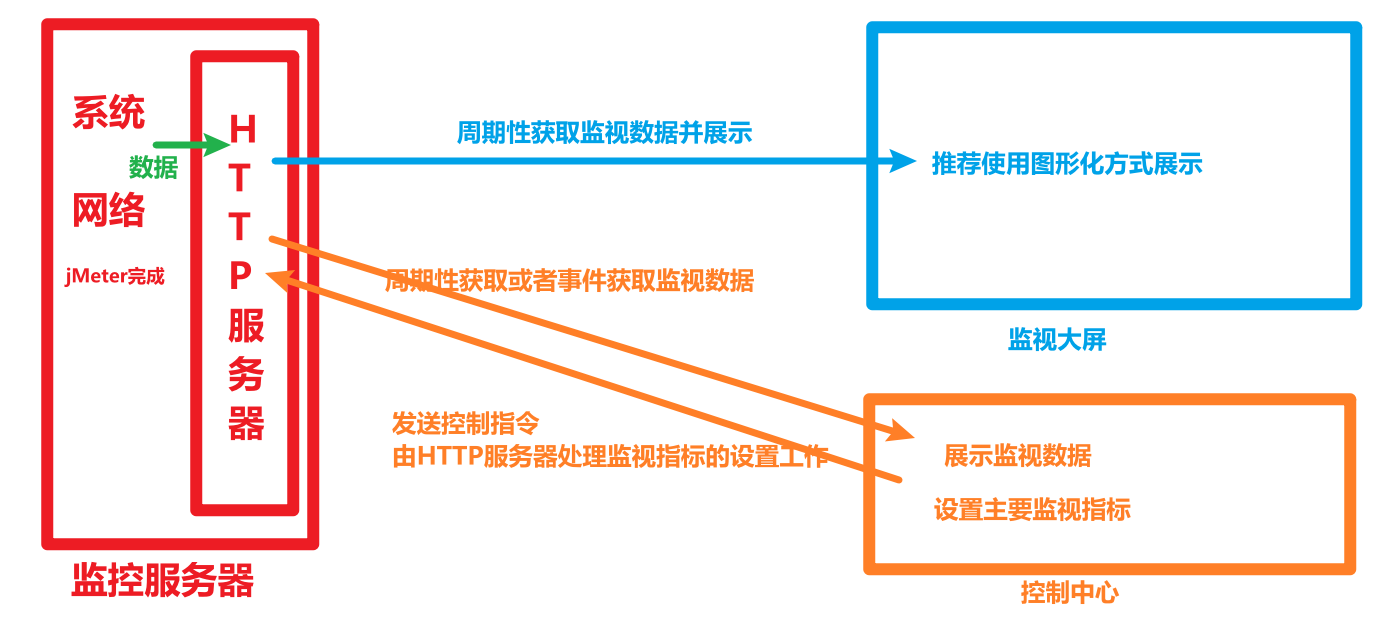 系统
数据
网络
jMeter完成
HTTP服务器
监控服务器
周期性获取监视数据并展示
推荐使用图形化方式展示
监视大屏
周期性获取或者事件获取监视数据
发送控制指令
由HTTP服务器处理监视指标的设置工作
展示监视数据
设置主要监视指标
控制中心